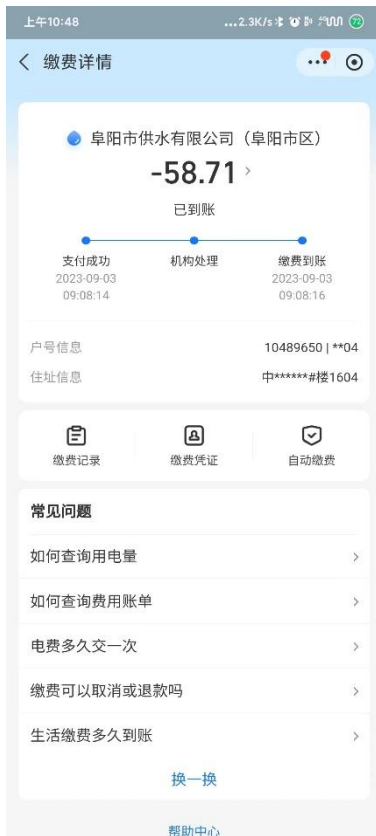 上午10:48
...2.3K/s
72
缴费详情
阜阳市供水有限公司（阜阳市区）
-58.71
已到账
支付成功 机构处理 缴费到账
2023-09-03 2023-09-03
09:08:14 09:08:16
户号信息 10489650 | **04
住址信息 中******#楼1604
缴费记录 缴费凭证 自动缴费
常见问题
如何查询用电量
如何查询费用账单
电费多久交一次
缴费可以取消或退款吗
生活缴费多久到账
换一换
帮助中心